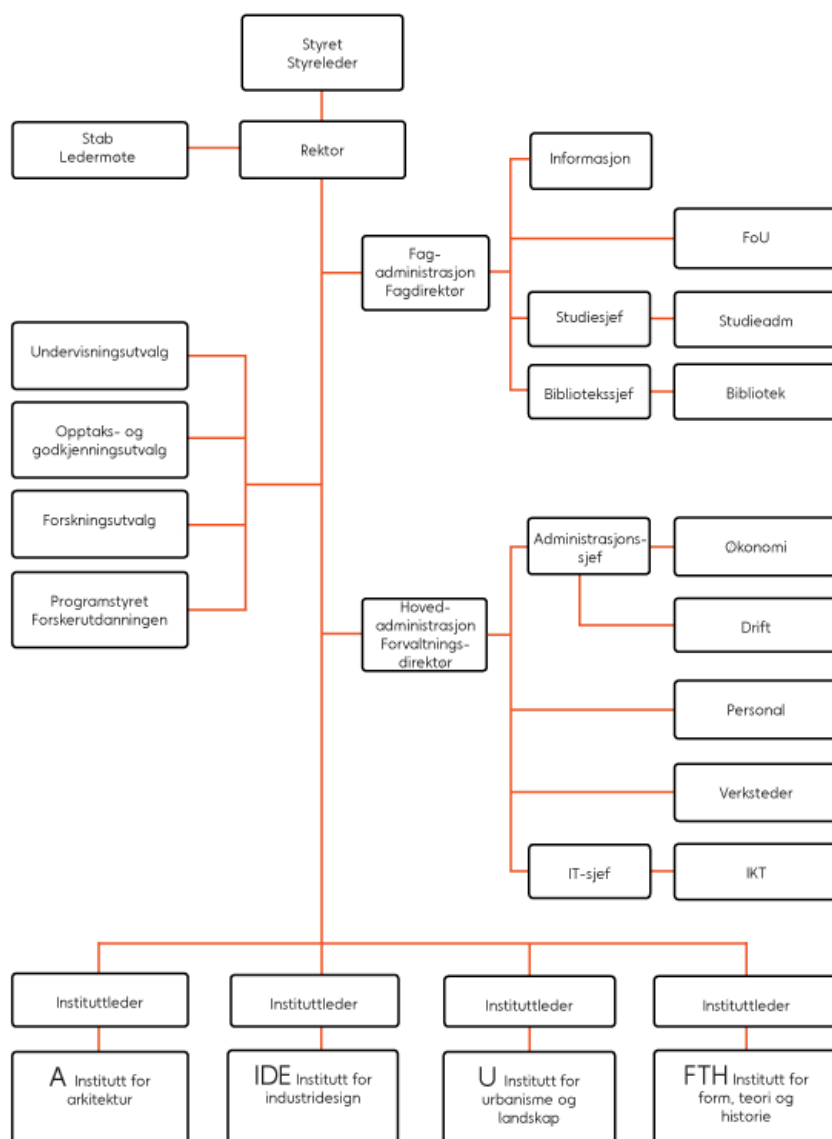 Styret
Styreleder
Stab
Ledermøte
Rektor
Informasjon
Fag-
administrasjon
Fagdirektør
FoU
Studiesjef
Studieadm
Bibliotekssjef
Bibliotek
Undervisningsutvalg
Opptaks- og
godkjenningsutvalg
Forskningsutvalg
Programstyret
Forskerutdanningen
Administrasjons-
sjef
Økonomi
Hoved-
administrasjon
Forvaltnings-
direktør
Drift
Personal
Verksteder
IT-sjef
IKT
Instituttleder
Instituttleder
Instituttleder
Instituttleder
A Institutt for
arkitektur
IDE Institutt for
industridesign
U Institutt for
urbanisme og
landskap
FTH Institutt for
form, teori og
historie